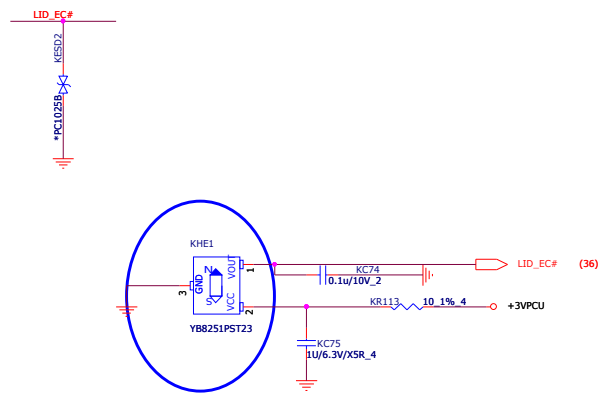 LID_EC#
KESD2
*PC1025B
KHE1
N
S
GND
VOUT
VCC
1
2
3
YB8251PST23
KC74
0.1u/10V_2
LID_EC# (36)
KR113 10_1%_4
+3VPCU
KC75
1U/6.3V/X5R_4